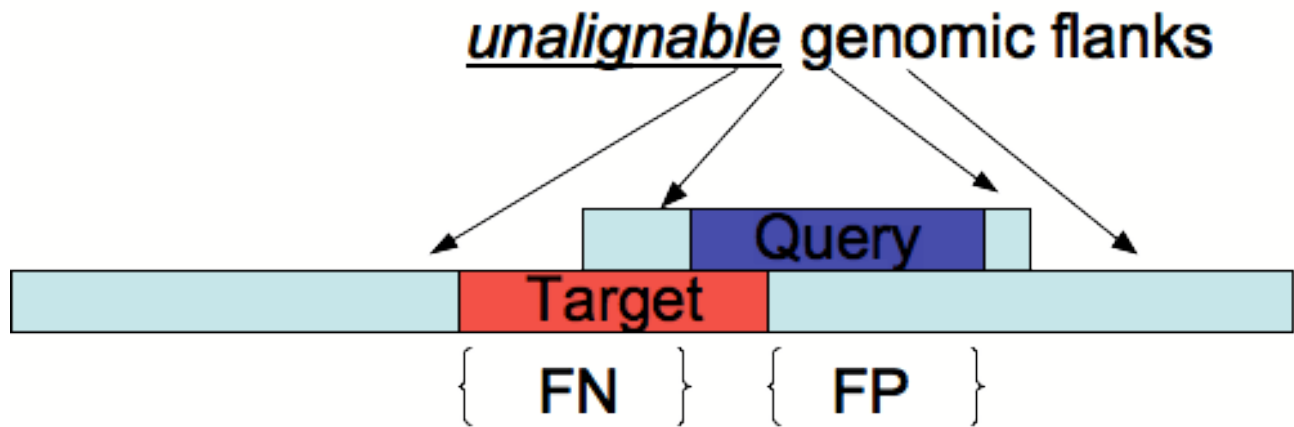 unalignable genomic flanks
Query
Target
{ FN } { FP }